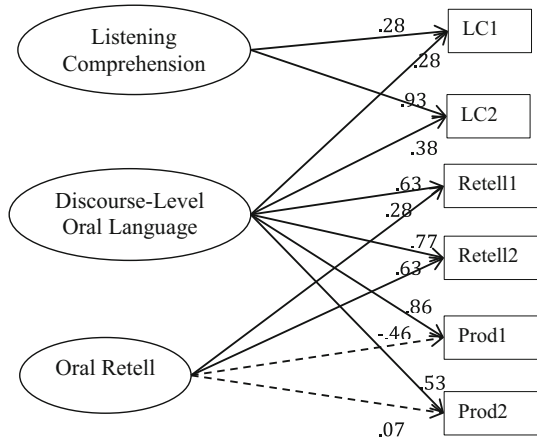 Listening
Comprehension
.28
LC1
.28
.93
LC2
.38
Discourse-Level
Oral Language
.63
Retell1
.28
.77
Retell2
.63
.86
Prod1
-.46
Oral Retell
.53
Prod2
.07